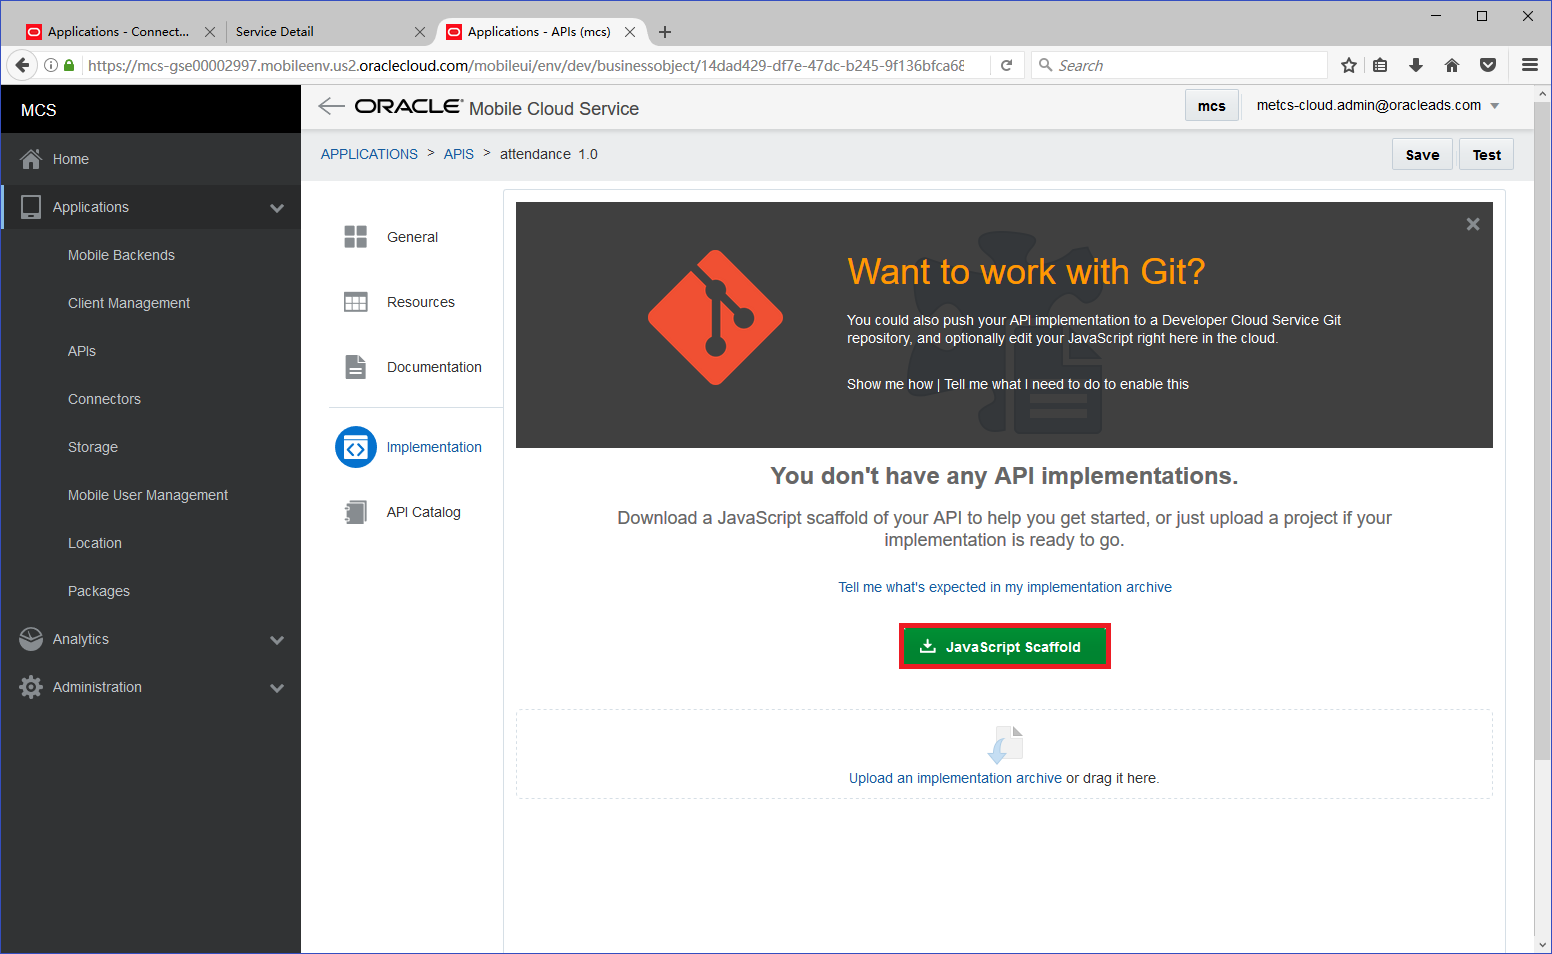 Applications - Connect...
Service Detail
Applications - APIs (mcs)
https://mcs-gse00002997.mobileenv.us2.oraclecloud.com/mobileui/env/dev/businessobject/14dad429-df7e-47dc-b245-9f136bfca68
Search
MCS
ORACLE Mobile Cloud Service
mcs
metcs-cloud.admin@oracleads.com
APPLICATIONS > APIS > attendance 1.0
Save
Test
Home
Applications
Mobile Backends
Client Management
APIs
Connectors
Storage
Mobile User Management
Location
Packages
Analytics
Administration
General
Resources
Documentation
Implementation
API Catalog
Want to work with Git?
You could also push your API implementation to a Developer Cloud Service Git
repository, and optionally edit your JavaScript right here in the cloud.
Show me how | Tell me what I need to do to enable this
You don't have any API implementations.
Download a JavaScript scaffold of your API to help you get started, or just upload a project if your
implementation is ready to go.
Tell me what's expected in my implementation archive
JavaScript Scaffold
Upload an implementation archive or drag it here.